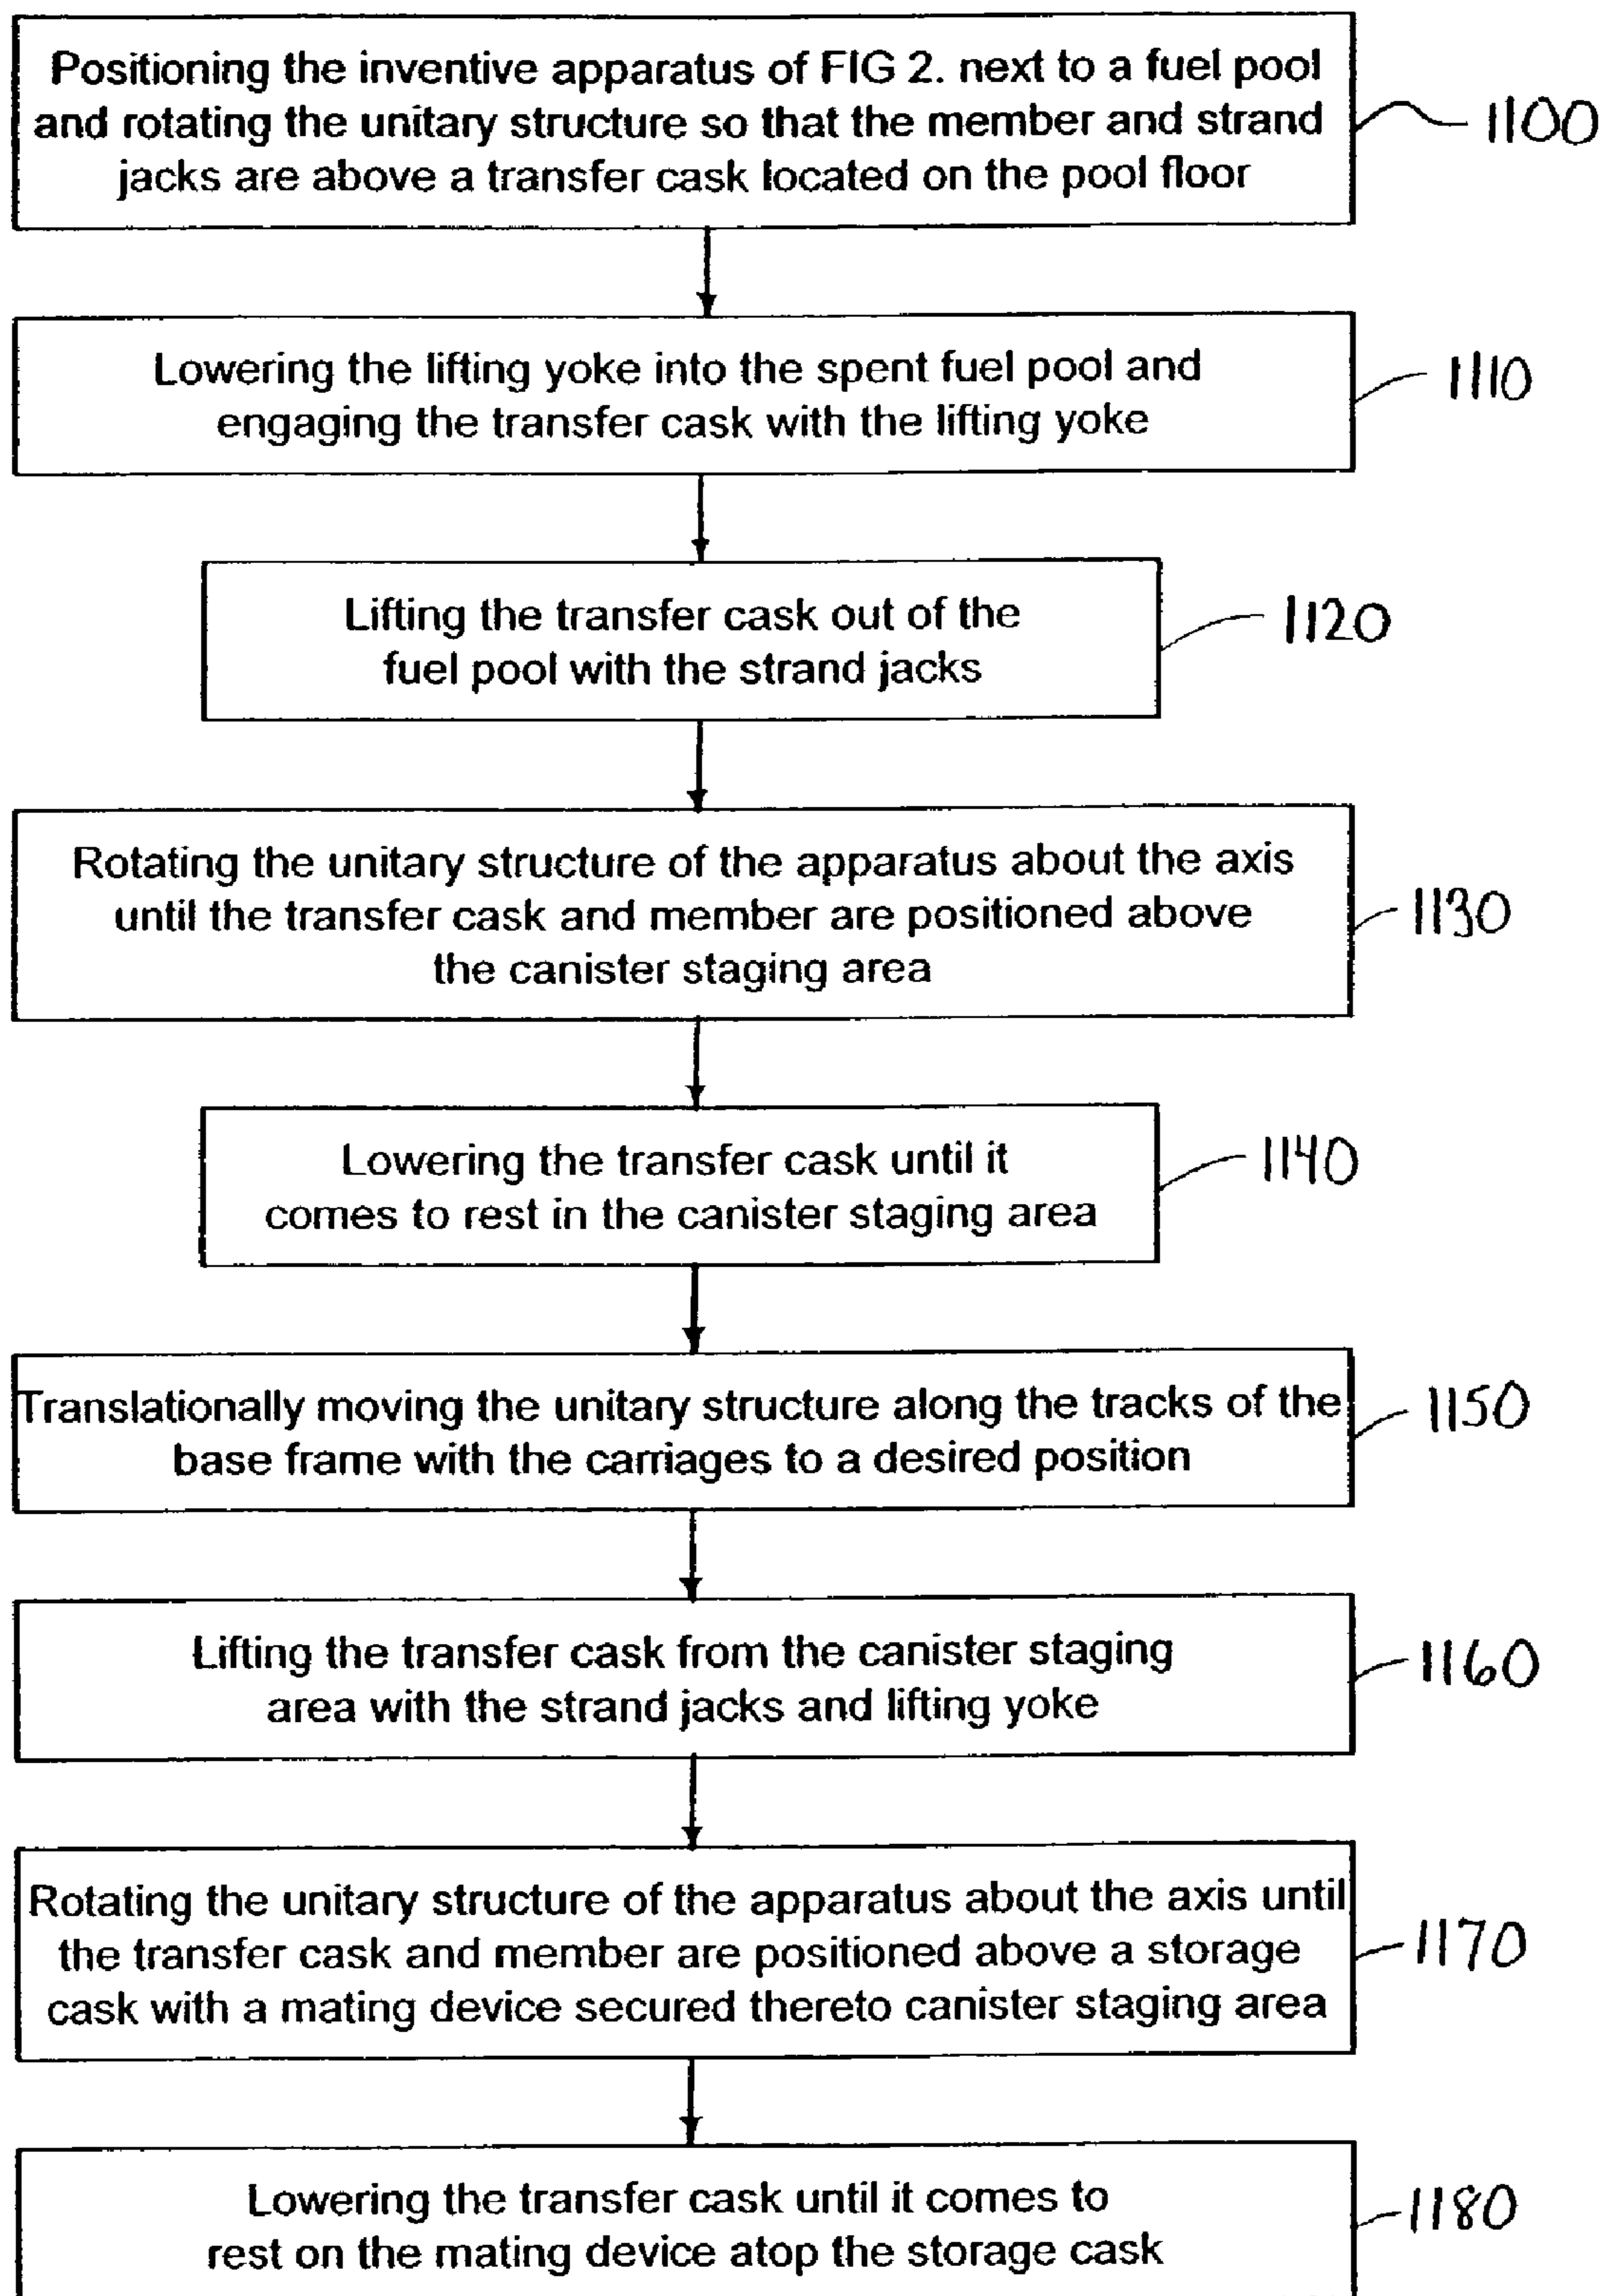 Positioning the inventive apparatus of FIG 2. next to a fuel pool
and rotating the unitary structure so that the member and strand
jacks are above a transfer cask located on the pool floor
1100
Lowering the lifting yoke into the spent fuel pool and
engaging the transfer cask with the lifting yoke
1110
Lifting the transfer cask out of the
fuel pool with the strand jacks
1120
Rotating the unitary structure of the apparatus about the axis
until the transfer cask and member are positioned above
the canister staging area
1130
Lowering the transfer cask until it
comes to rest in the canister staging area
1140
Translationally moving the unitary structure along the tracks of the
base frame with the carriages to a desired position
1150
Lifting the transfer cask from the canister staging
area with the strand jacks and lifting yoke
1160
Rotating the unitary structure of the apparatus about the axis until
the transfer cask and member are positioned above a storage
cask with a mating device secured thereto canister staging area
1170
Lowering the transfer cask until it comes to
rest on the mating device atop the storage cask
1180